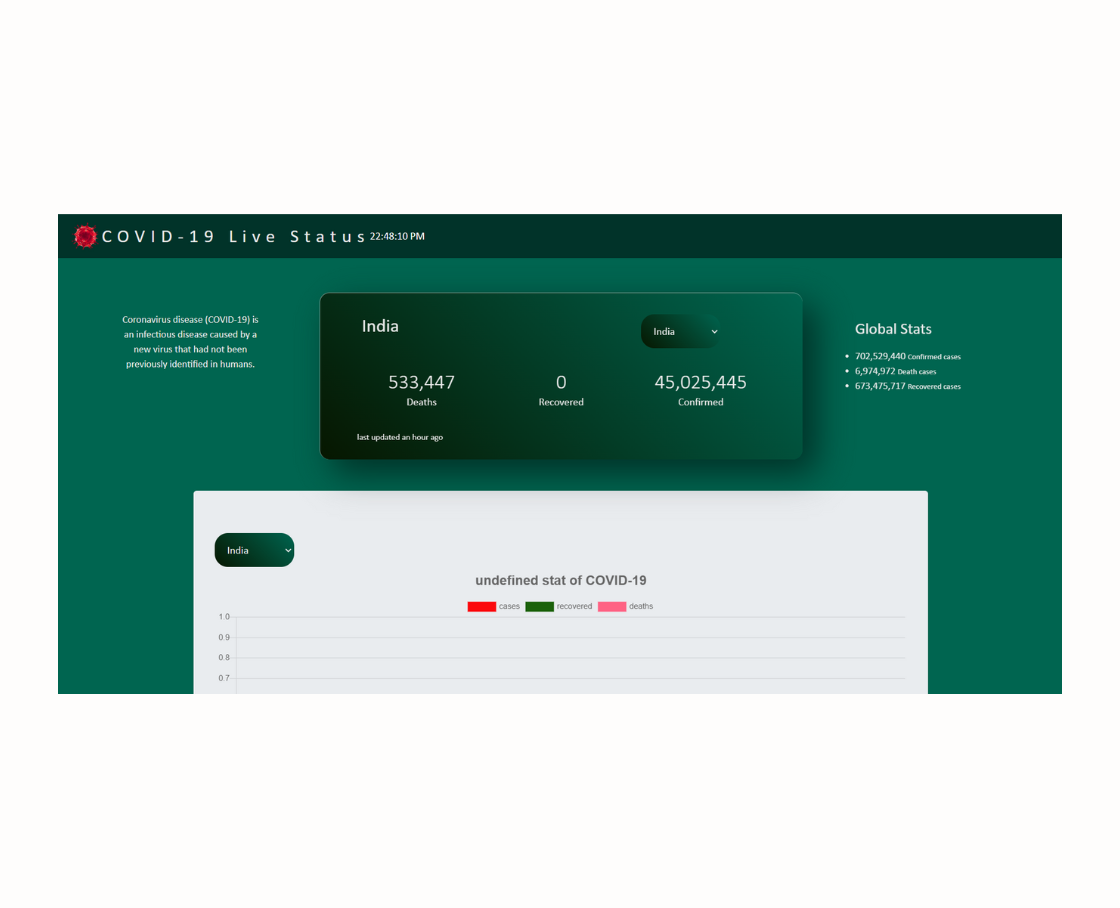 COVID-19 Live Status 22:48:10 PM
Coronavirus disease (COVID-19) is
an infectious disease caused by a
new virus that had not been
previously identified in humans.
India
India
533,447
Deaths
0
Recovered
45,025,445
Confirmed
last updated an hour ago
Global Stats
702,529,440 Confirmed cases
6,974,972 Death cases
673,475,717 Recovered cases
India
undefined stat of COVID-19
cases recovered deaths
1.0
0.9
0.8
0.7